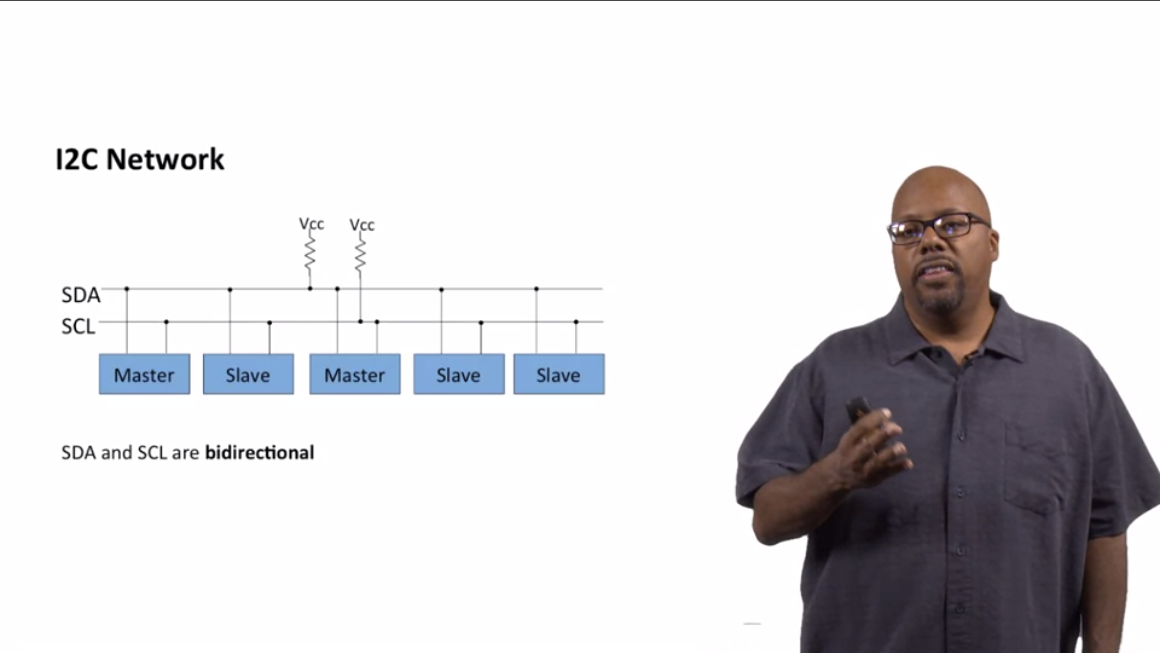 I2C Network
Vcc Vcc
SDA
SCL
Master Slave Master Slave Slave
SDA and SCL are bidirectional